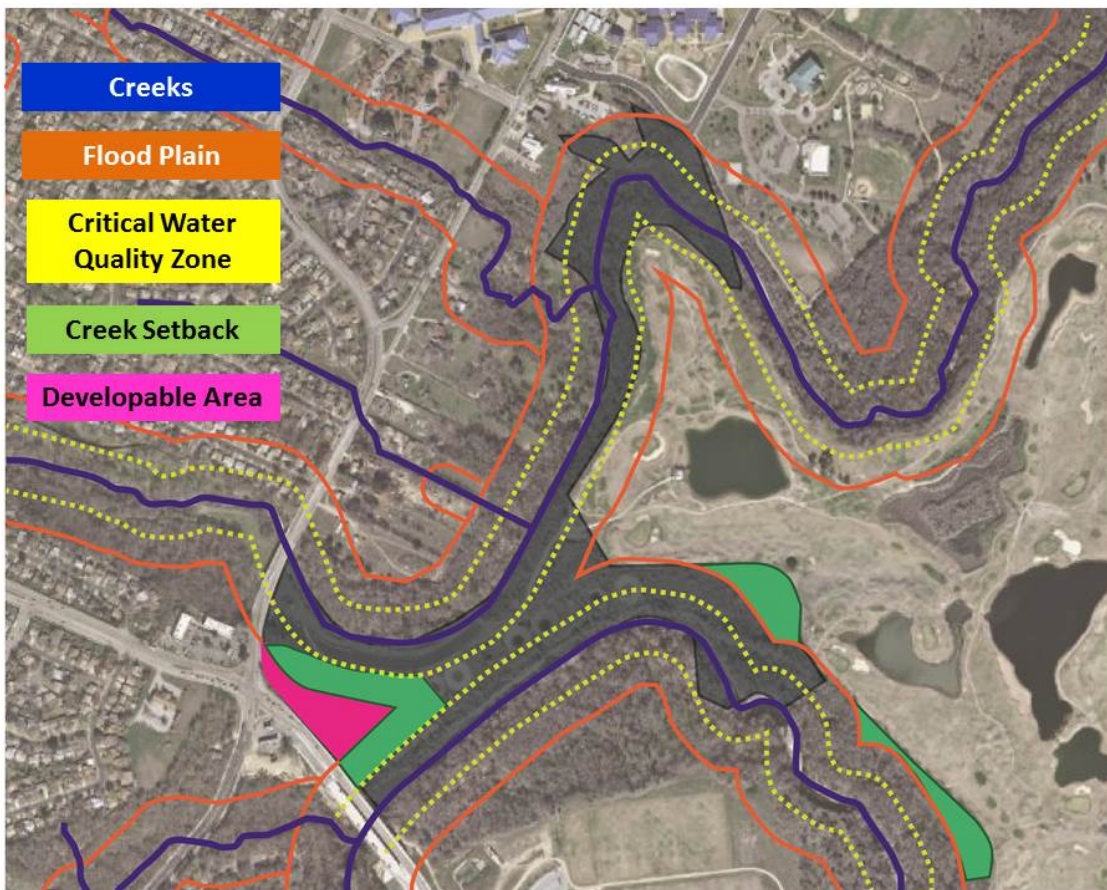 Creeks
Flood Plain
Critical Water
Quality Zone
Creek Setback
Developable Area